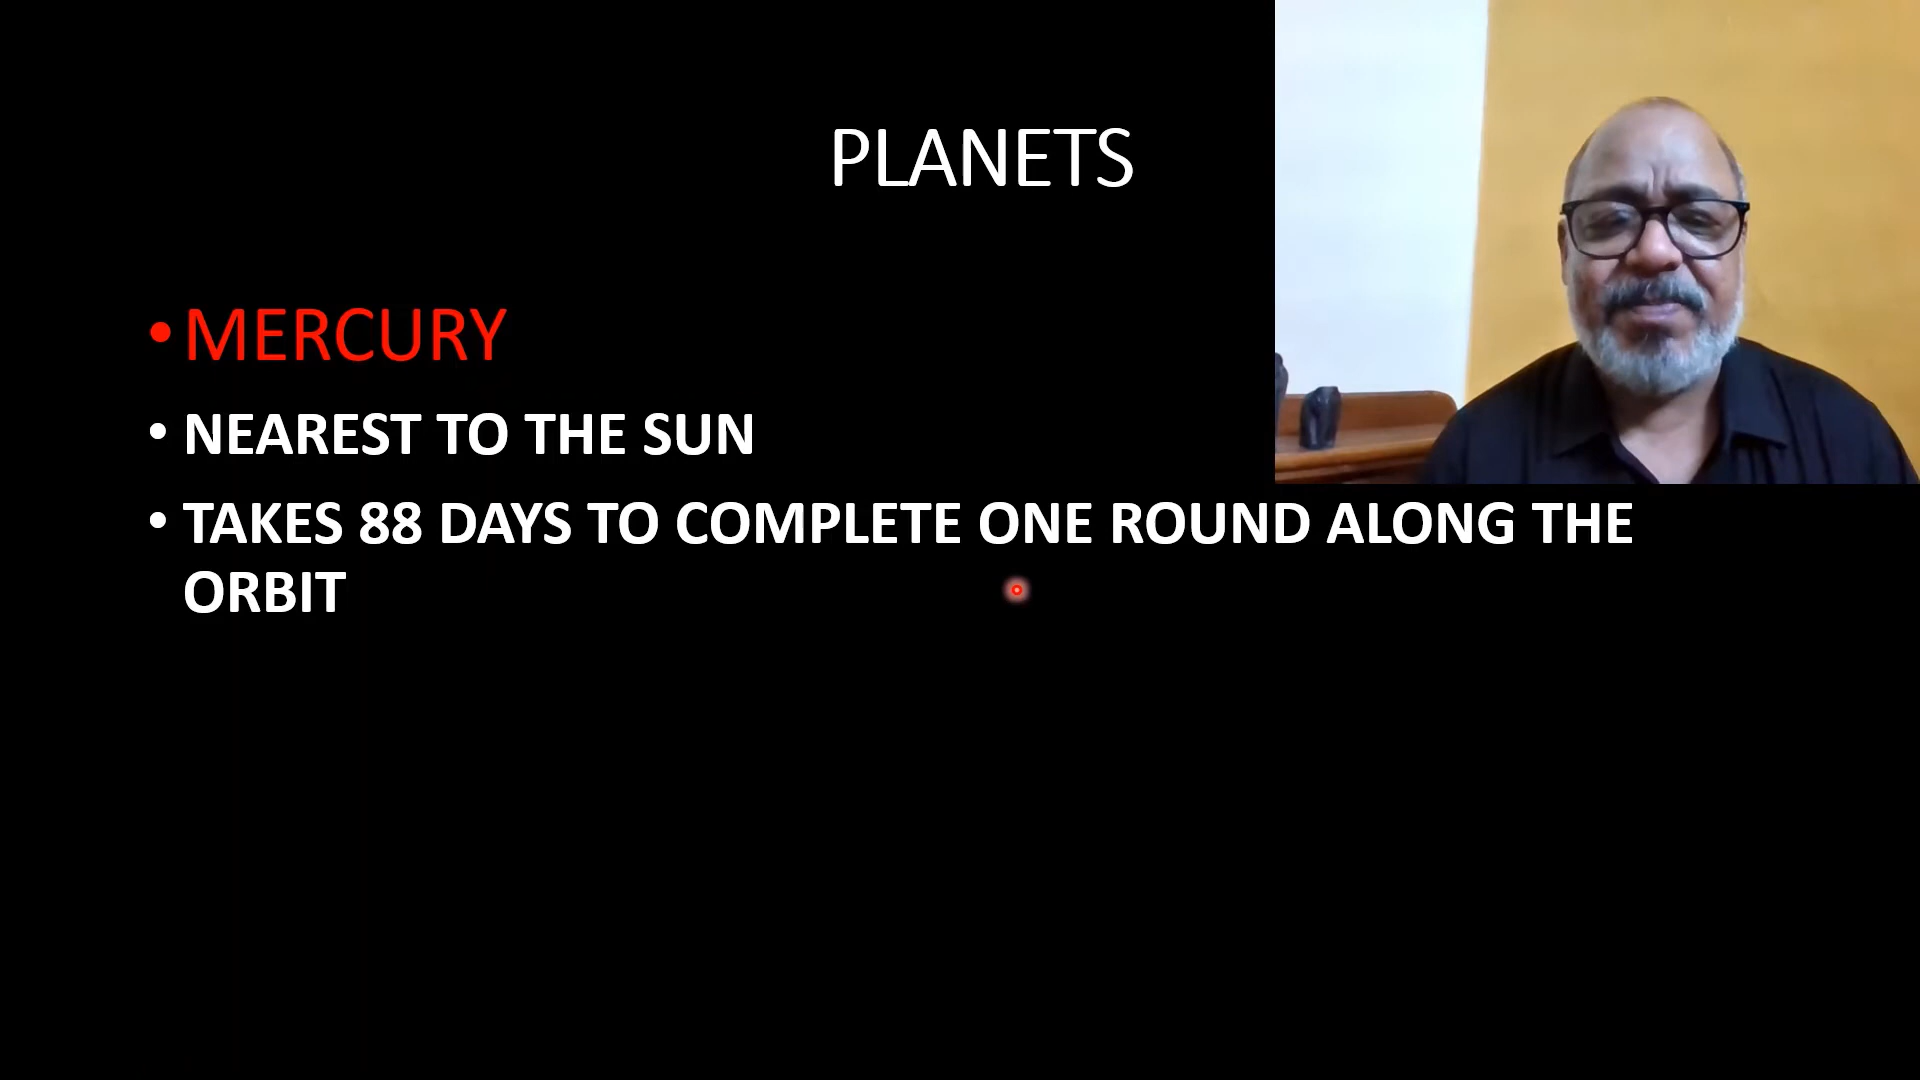 PLANETS
•MERCURY
• NEAREST TO THE SUN
• TAKES 88 DAYS TO COMPLETE ONE ROUND ALONG THE
ORBIT